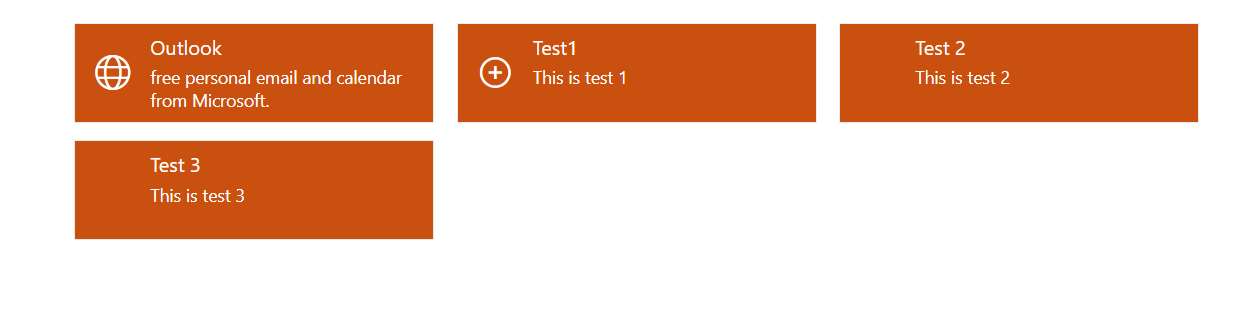 Outlook
free personal email and calendar
from Microsoft.
Test1
This is test 1
Test 2
This is test 2
Test 3
This is test 3